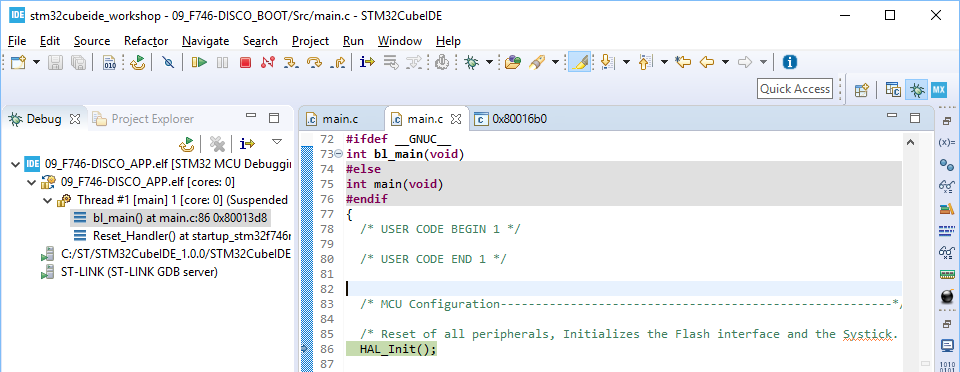 IDE stm32cubeide_workshop - 09_F746-DISCO_BOOT/Src/main.c - STM32CubeIDE
File Edit Source Refactor Navigate Search Project Run Window Help
Quick Access
MX
Debug Project Explorer
IDE 09_F746-DISCO_APP.elf [STM32 MCU Debuggin
09_F746-DISCO_APP.elf [cores: 0]
Thread #1 [main] 1 [core: 0] (Suspended
bl_main() at main.c:86 0x80013d8
Reset_Handler() at startup_stm32f746n
C:/ST/STM32CubeIDE_1.0.0/STM32CubeIDE
ST-LINK (ST-LINK GDB server)
main.c main.c 0x80016b0
72 #ifdef __GNUC__
73 int bl_main(void)
74 #else
75 int main(void)
76 #endif
77 {
78 /* USER CODE BEGIN 1 */
79
80 /* USER CODE END 1 */
81
82
83 /* MCU Configuration--------------------------------------------------------*/
84
85 /* Reset of all peripherals, Initializes the Flash interface and the Systick.
86 HAL_Init();
87